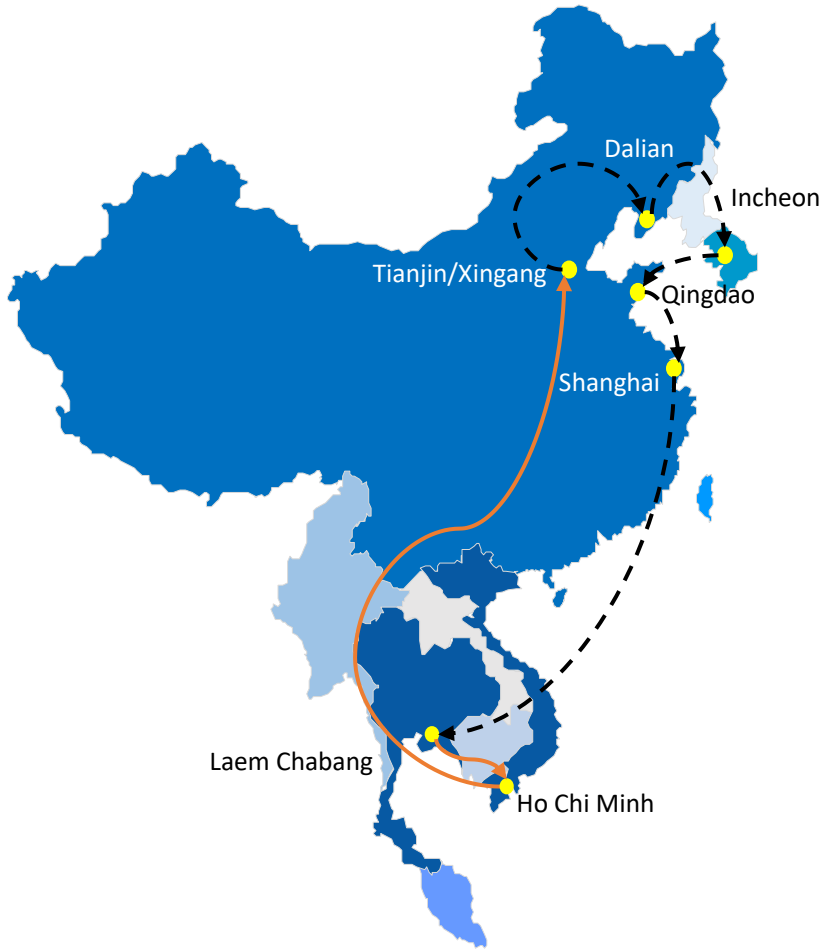 Dalian
Incheon
Tianjin/Xingang
Qingdao
Shanghai
Laem Chabang
Ho Chi Minh